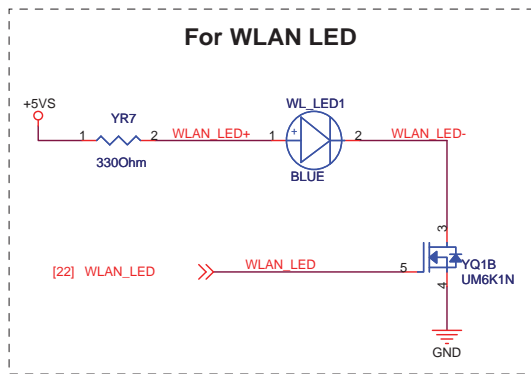 For WLAN LED
+5VS
YR7
WL_LED1
1
2
WLAN_LED+
1
+
2
WLAN_LED-
330Ohm
BLUE
3
[22] WLAN_LED
WLAN_LED
5
YQ1B
4
UM6K1N
GND